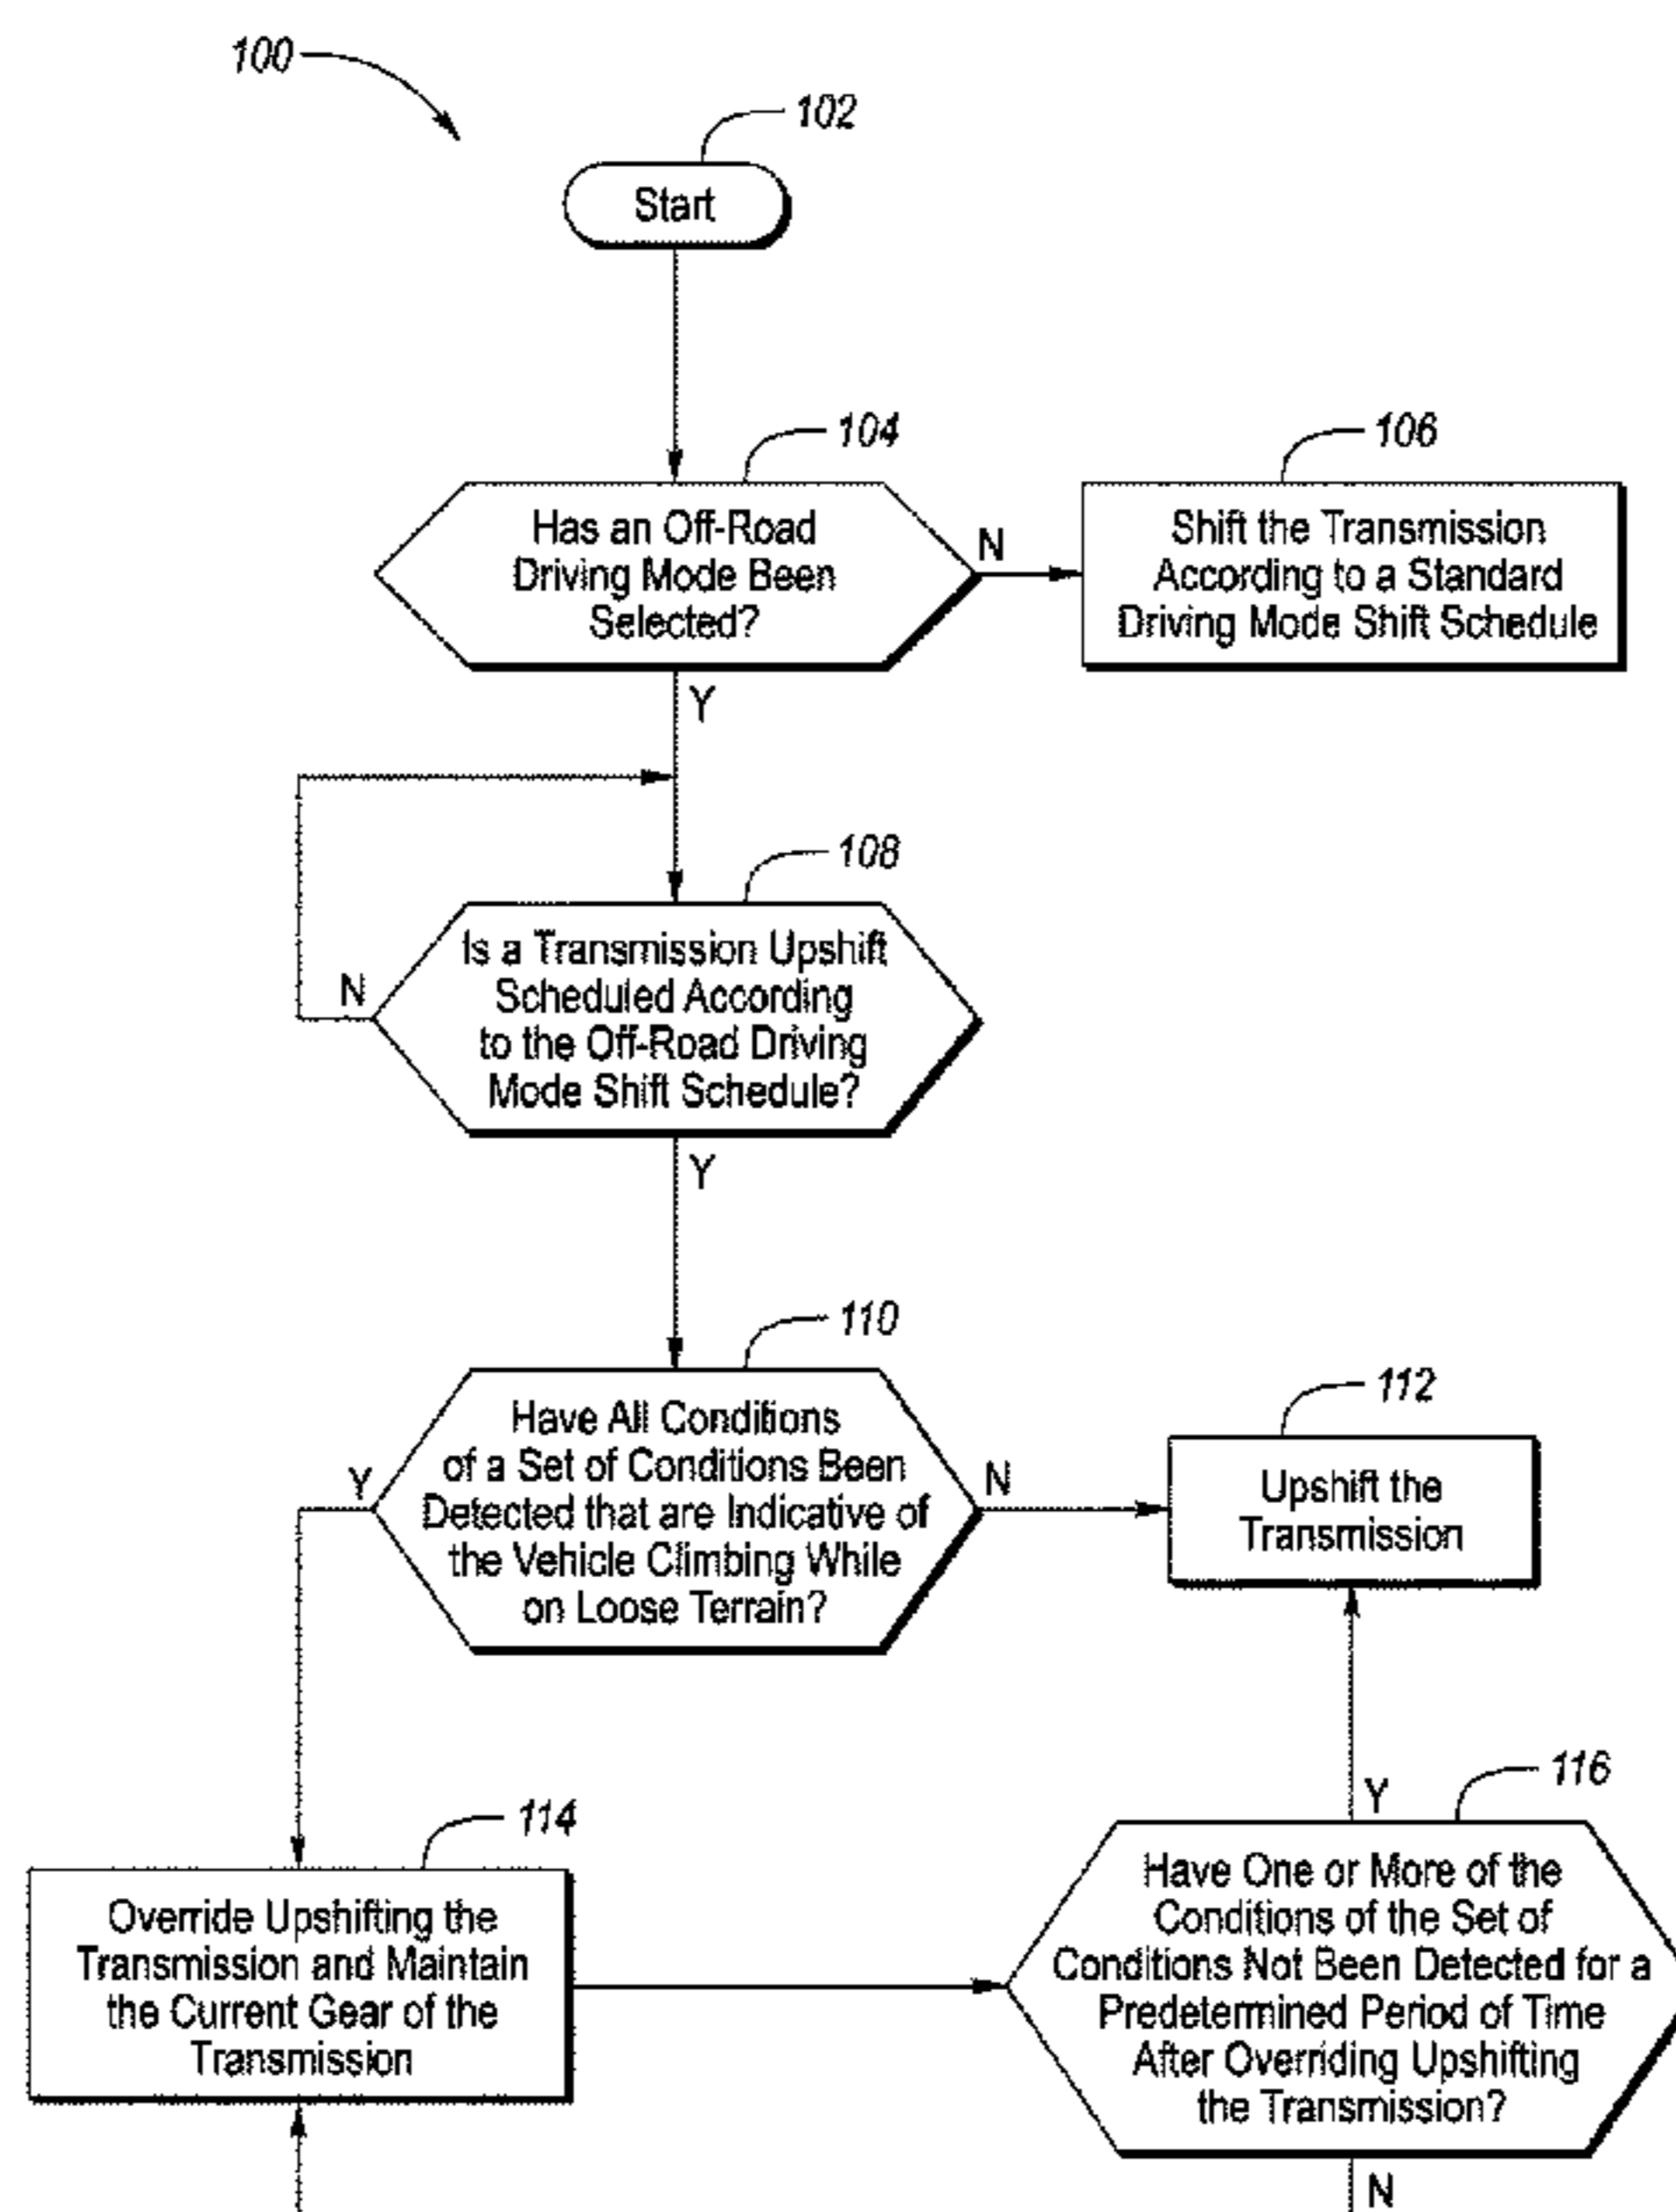 100
102
Start
104
Has an Off-Road
Driving Mode Been
Selected?
N
106
Shift the Transmission
According to a Standard
Driving Mode Shift Schedule
Y
108
Is a Transmission Upshift
Scheduled According
to the Off-Road Driving
Mode Shift Schedule?
N
Y
110
Have All Conditions
of a Set of Conditions Been
Detected that are Indicative of
the Vehicle Climbing While
on Loose Terrain?
Y
N
112
Upshift the
Transmission
114
Override Upshifting the
Transmission and Maintain
the Current Gear of the
Transmission
Y
116
Have One or More of the
Conditions of the Set of
Conditions Not Been Detected for a
Predetermined Period of Time
After Overriding Upshifting
the Transmission?
N